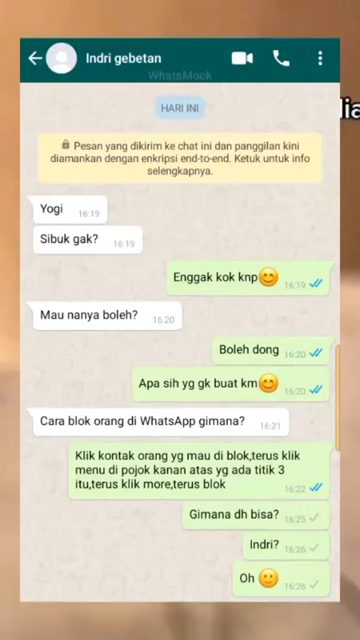 Indri gebetan
WhatsMock
HARI INI
Pesan yang dikirim ke chat ini dan panggilan kini
diamankan dengan enkripsi end-to-end. Ketuk untuk info
selengkapnya.
Yogi 16:19
Sibuk gak? 16:19
Enggak kok knp😊 16:19
Mau nanya boleh? 16:20
Boleh dong 16:20
Apa sih yg gk buat km😊 16:20
Cara blok orang di WhatsApp gimana? 16:21
Klik kontak orang yg mau di blok,terus klik
menu di pojok kanan atas yg ada titik 3
itu,terus klik more,terus blok 16:22
Gimana dh bisa? 16:25
Indri? 16:26
Oh 🙂 16:26